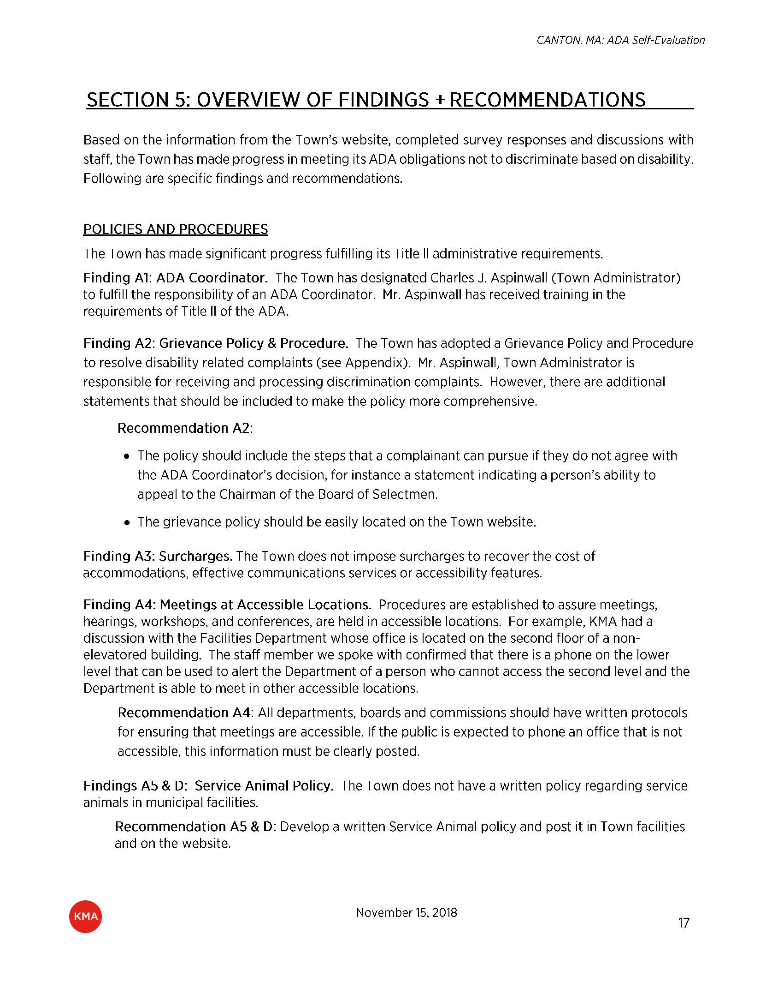 CANTON, MA: ADA Self-Evaluation
SECTION 5: OVERVIEW OF FINDINGS + RECOMMENDATIONS
Based on the information from the Town's website, completed survey responses and discussions with
staff, the Town has made progress in meeting its ADA obligations not to discriminate based on disability.
Following are specific findings and recommendations.
POLICIES AND PROCEDURES
The Town has made significant progress fulfilling its Title II administrative requirements.
Finding A1: ADA Coordinator. The Town has designated Charles J. Aspinwall (Town Administrator)
to fulfill the responsibility of an ADA Coordinator. Mr. Aspinwall has received training in the
requirements of Title II of the ADA.
Finding A2: Grievance Policy & Procedure. The Town has adopted a Grievance Policy and Procedure
to resolve disability related complaints (see Appendix). Mr. Aspinwall, Town Administrator is
responsible for receiving and processing discrimination complaints. However, there are additional
statements that should be included to make the policy more comprehensive.
Recommendation A2:
• The policy should include the steps that a complainant can pursue if they do not agree with
the ADA Coordinator's decision, for instance a statement indicating a person's ability to
appeal to the Chairman of the Board of Selectmen.
• The grievance policy should be easily located on the Town website.
Finding A3: Surcharges. The Town does not impose surcharges to recover the cost of
accommodations, effective communications services or accessibility features.
Finding A4: Meetings at Accessible Locations. Procedures are established to assure meetings,
hearings, workshops, and conferences, are held in accessible locations. For example, KMA had a
discussion with the Facilities Department whose office is located on the second floor of a non-
elevatored building. The staff member we spoke with confirmed that there is a phone on the lower
level that can be used to alert the Department of a person who cannot access the second level and the
Department is able to meet in other accessible locations.
Recommendation A4: All departments, boards and commissions should have written protocols
for ensuring that meetings are accessible. If the public is expected to phone an office that is not
accessible, this information must be clearly posted.
Findings A5 & D: Service Animal Policy. The Town does not have a written policy regarding service
animals in municipal facilities.
Recommendation A5 & D: Develop a written Service Animal policy and post it in Town facilities
and on the website.
KMA
November 15, 2018
17